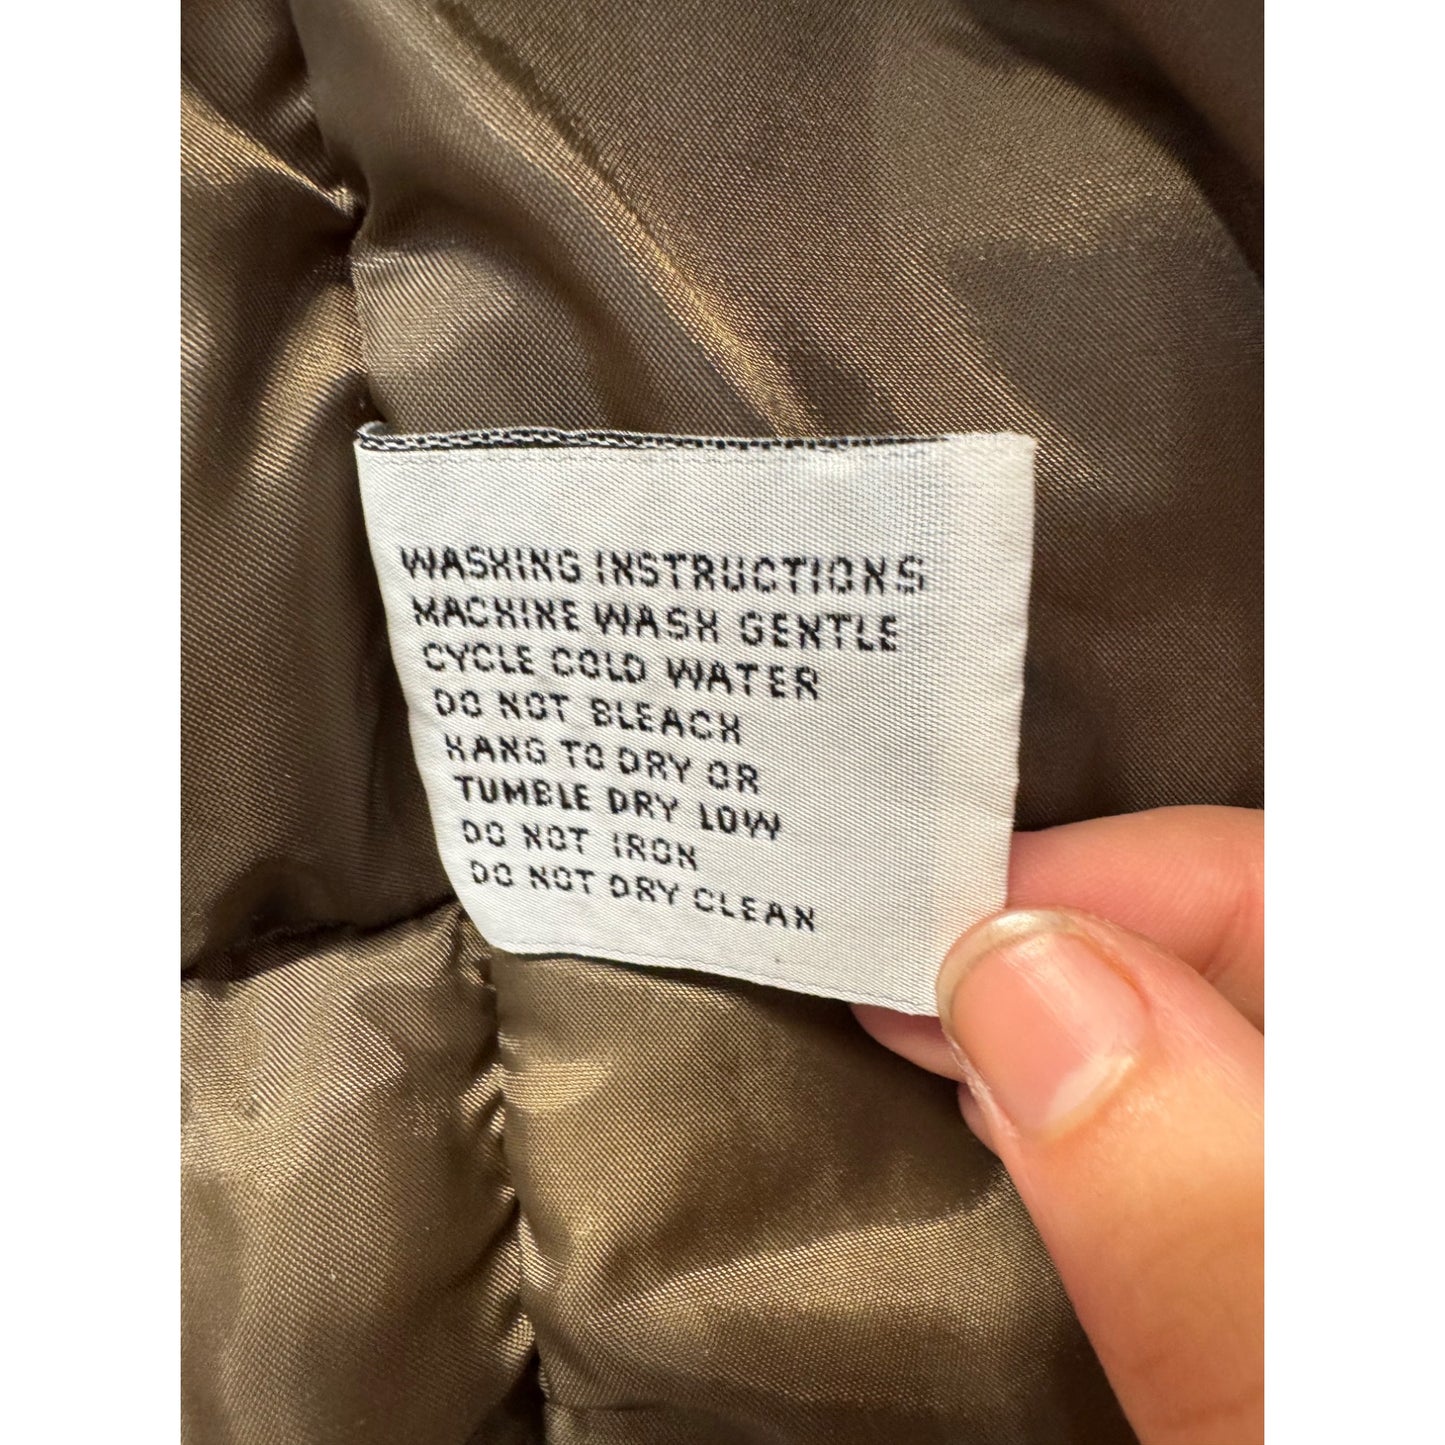 WASHING INSTRUCTIONS
MACHINE WASH GENTLE
CYCLE COLD WATER
DO NOT BLEACH
HANG TO DRY OR
TUMBLE DRY LOW
DO NOT IRON
DO NOT DRY CLEAN